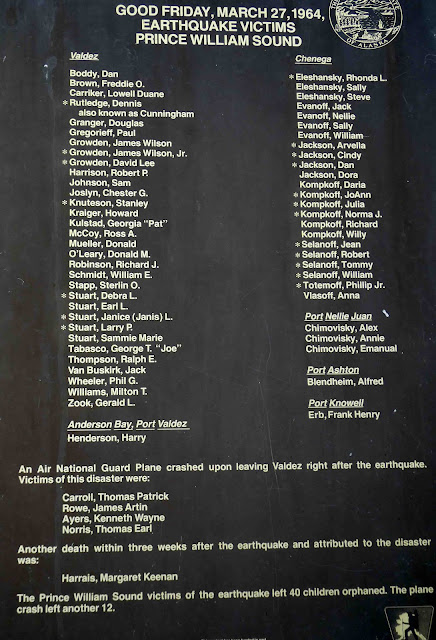 GOOD FRIDAY, MARCH 27, 1964,
EARTHQUAKE VICTIMS
PRINCE WILLIAM SOUND
OF ALASKA
Valdez
Boddy, Dan
Brown, Freddie O.
Carriker, Lowell Duane
* Rutledge, Dennis
also known as Cunningham
Granger, Douglas
Gregorieff, Paul
Growden, James Wilson
* Growden, James Wilson, Jr.
* Growden, David Lee
Harrison, Robert P.
Johnson, Sam
Joslyn, Chester G.
* Knuteson, Stanley
Kraiger, Howard
Kulstad, Georgia "Pat"
McCoy, Ross A.
Mueller, Donald
O'Leary, Donald M.
Robinson, Richard J.
Schmidt, William E.
Stapp, Sterlin O.
* Stuart, Debra L.
Stuart, Earl L.
* Stuart, Janice (Janis) L.
* Stuart, Larry P.
Stuart, Sammie Marie
Tabasco, George T. "Joe"
Thompson, Ralph E.
Van Buskirk, Jack
Wheeler, Phil G.
Williams, Milton T.
Zook, Gerald L.
Anderson Bay, Port Valdez
Henderson, Harry
Chenega
* Eleshansky, Rhonda L.
Eleshansky, Sally
Eleshansky, Steve
Evanoff, Jack
Evanoff, Nellie
Evanoff, Sally
Evanoff, William
* Jackson, Arvella
* Jackson, Cindy
* Jackson, Dan
Jackson, Dora
Kompkoff, Daria
* Kompkoff, JoAnn
* Kompkoff, Julia
* Kompkoff, Norma J.
Kompkoff, Richard
Kompkoff, Willy
* Selanoff, Jean
* Selanoff, Robert
* Selanoff, Tommy
* Selanoff, William
* Totemoff, Phillip Jr.
Vlasoff, Anna
Port Nellie Juan
Chimovisky, Alex
Chimovisky, Annie
Chimovisky, Emanual
Port Ashton
Blendheim, Alfred
Port Knowell
Erb, Frank Henry
An Air National Guard Plane crashed upon leaving Valdez right after the earthquake.
Victims of this disaster were:
Carroll, Thomas Patrick
Rowe, James Artin
Ayers, Kenneth Wayne
Norris, Thomas Earl
Another death within three weeks after the earthquake and attributed to the disaster
was:
Harrais, Margaret Keenan
The Prince William Sound victims of the earthquake left 40 children orphaned. The plane
crash left another 12.